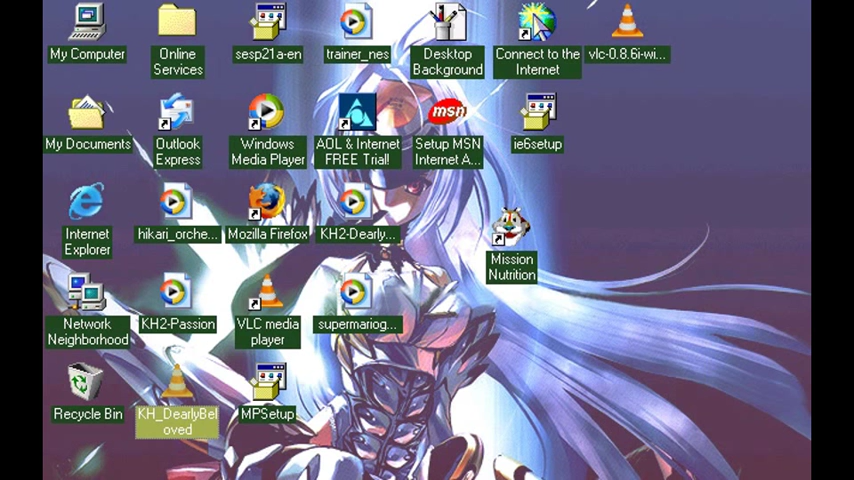 My Computer
Online
Services
sesp21a-en
trainer_nes
Desktop
Background
Connect to the
Internet
vlc-0.8.6i-wi...
My Documents
Outlook
Express
Windows
Media Player
AOL & Internet
FREE Trial!
msn
Setup MSN
Internet A...
ie6setup
Internet
Explorer
hikari_orche...
Mozilla Firefox
KH2-Dearly...
Mission
Nutrition
Network
Neighborhood
KH2-Passion
VLC media
player
supermariog...
Recycle Bin
KH_DearlyBel
oved
MPSetup